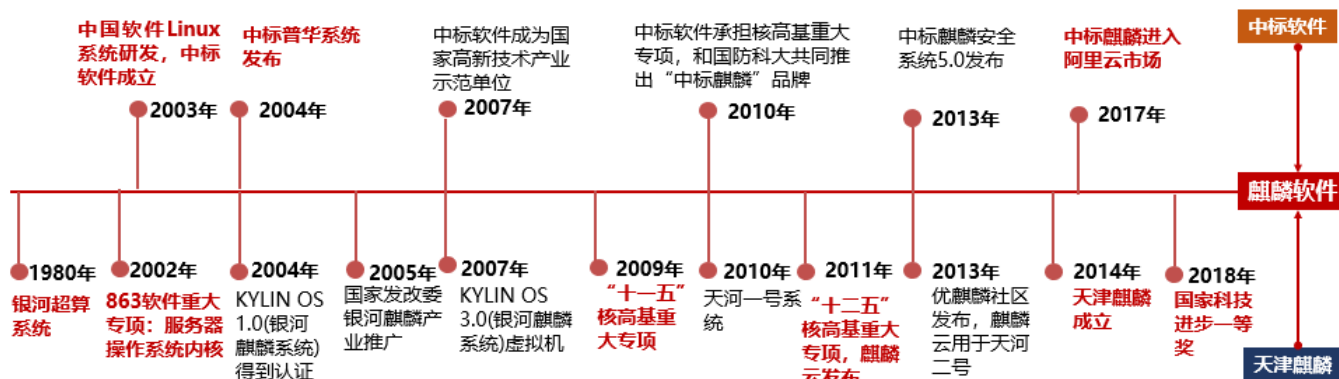 中国软件Linux
系统研发，中标
软件成立
2003年
中标普华系统
发布
2004年
中标软件成为国
家高新技术产业
示范单位
2007年
中标软件承担核高基重大
专项，和国防科大共同推
出“中标麒麟”品牌
2010年
中标麒麟安全
系统5.0发布
2013年
中标麒麟进入
阿里云市场
2017年
中标软件
麒麟软件
1980年
银河超算
系统
2002年
863软件重大
专项：服务器
操作系统内核
2004年
KYLIN OS
1.0(银河
麒麟系统)
得到认证
2005年
国家发改委
银河麒麟产
业推广
2007年
KYLIN OS
3.0(银河麒麟
系统)虚拟机
2009年
“十一五”
核高基重
大专项
2010年
天河一号系
统
2011年
“十二五”
核高基重大
专项，麒麟
云发布
2013年
优麒麟社区
发布，麒麟
云用于天河
二号
2014年
天津麒麟
成立
2018年
国家科技
进步一等
奖
天津麒麟